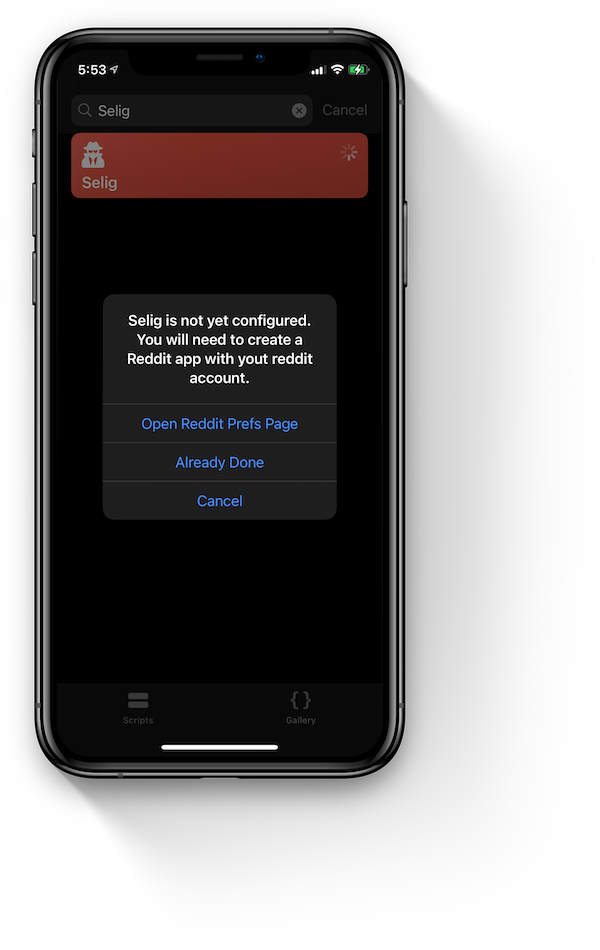 5:53
Selig
Cancel
Selig
Selig is not yet configured.
You will need to create a
Reddit app with yout reddit
account.
Open Reddit Prefs Page
Already Done
Cancel
Scripts
Gallery